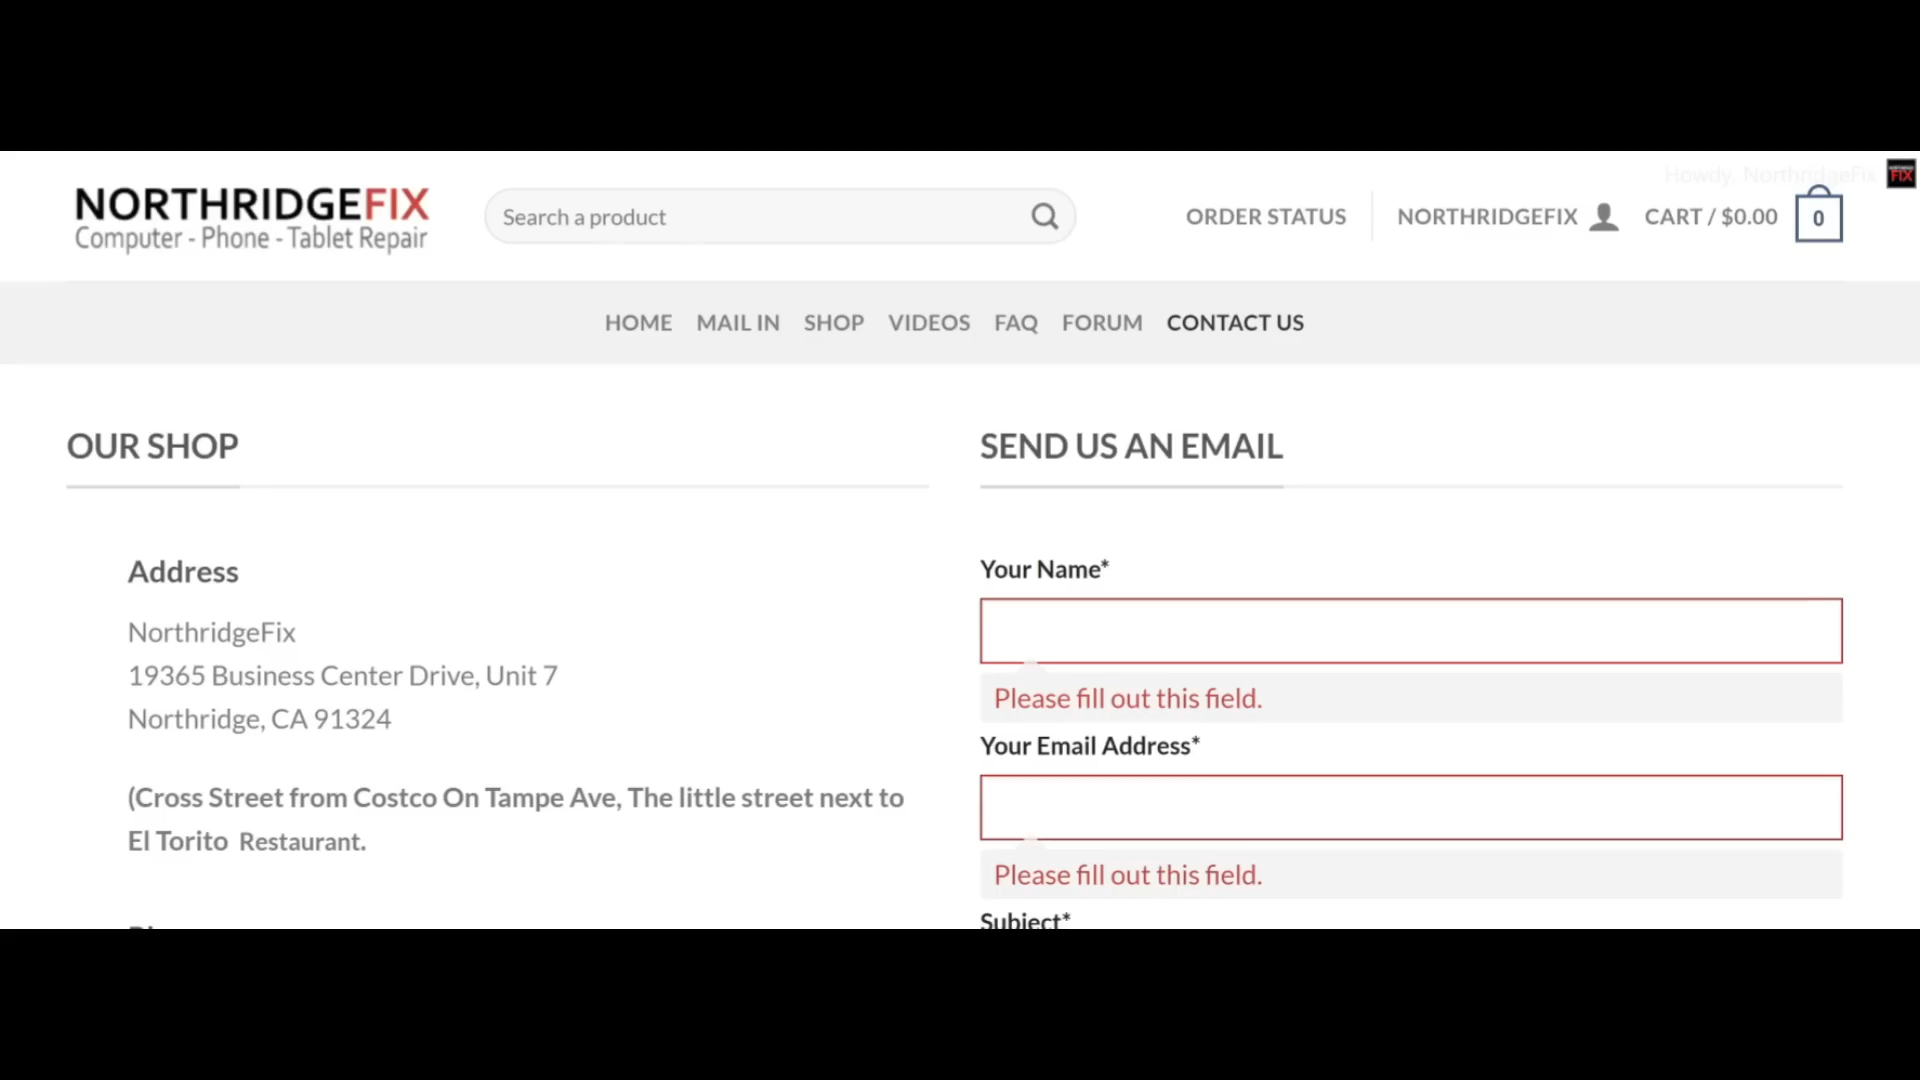 Howdy, NorthridgeFix
NORTHRIDGEFIX
Computer - Phone - Tablet Repair
Search a product
ORDER STATUS
NORTHRIDGEFIX
CART / $0.00
0
FIX
HOME MAIL IN SHOP VIDEOS FAQ FORUM CONTACT US
OUR SHOP
Address
NorthridgeFix
19365 Business Center Drive, Unit 7
Northridge, CA 91324
(Cross Street from Costco On Tampe Ave, The little street next to
El Torito Restaurant.
SEND US AN EMAIL
Your Name*
Please fill out this field.
Your Email Address*
Please fill out this field.
Subject*